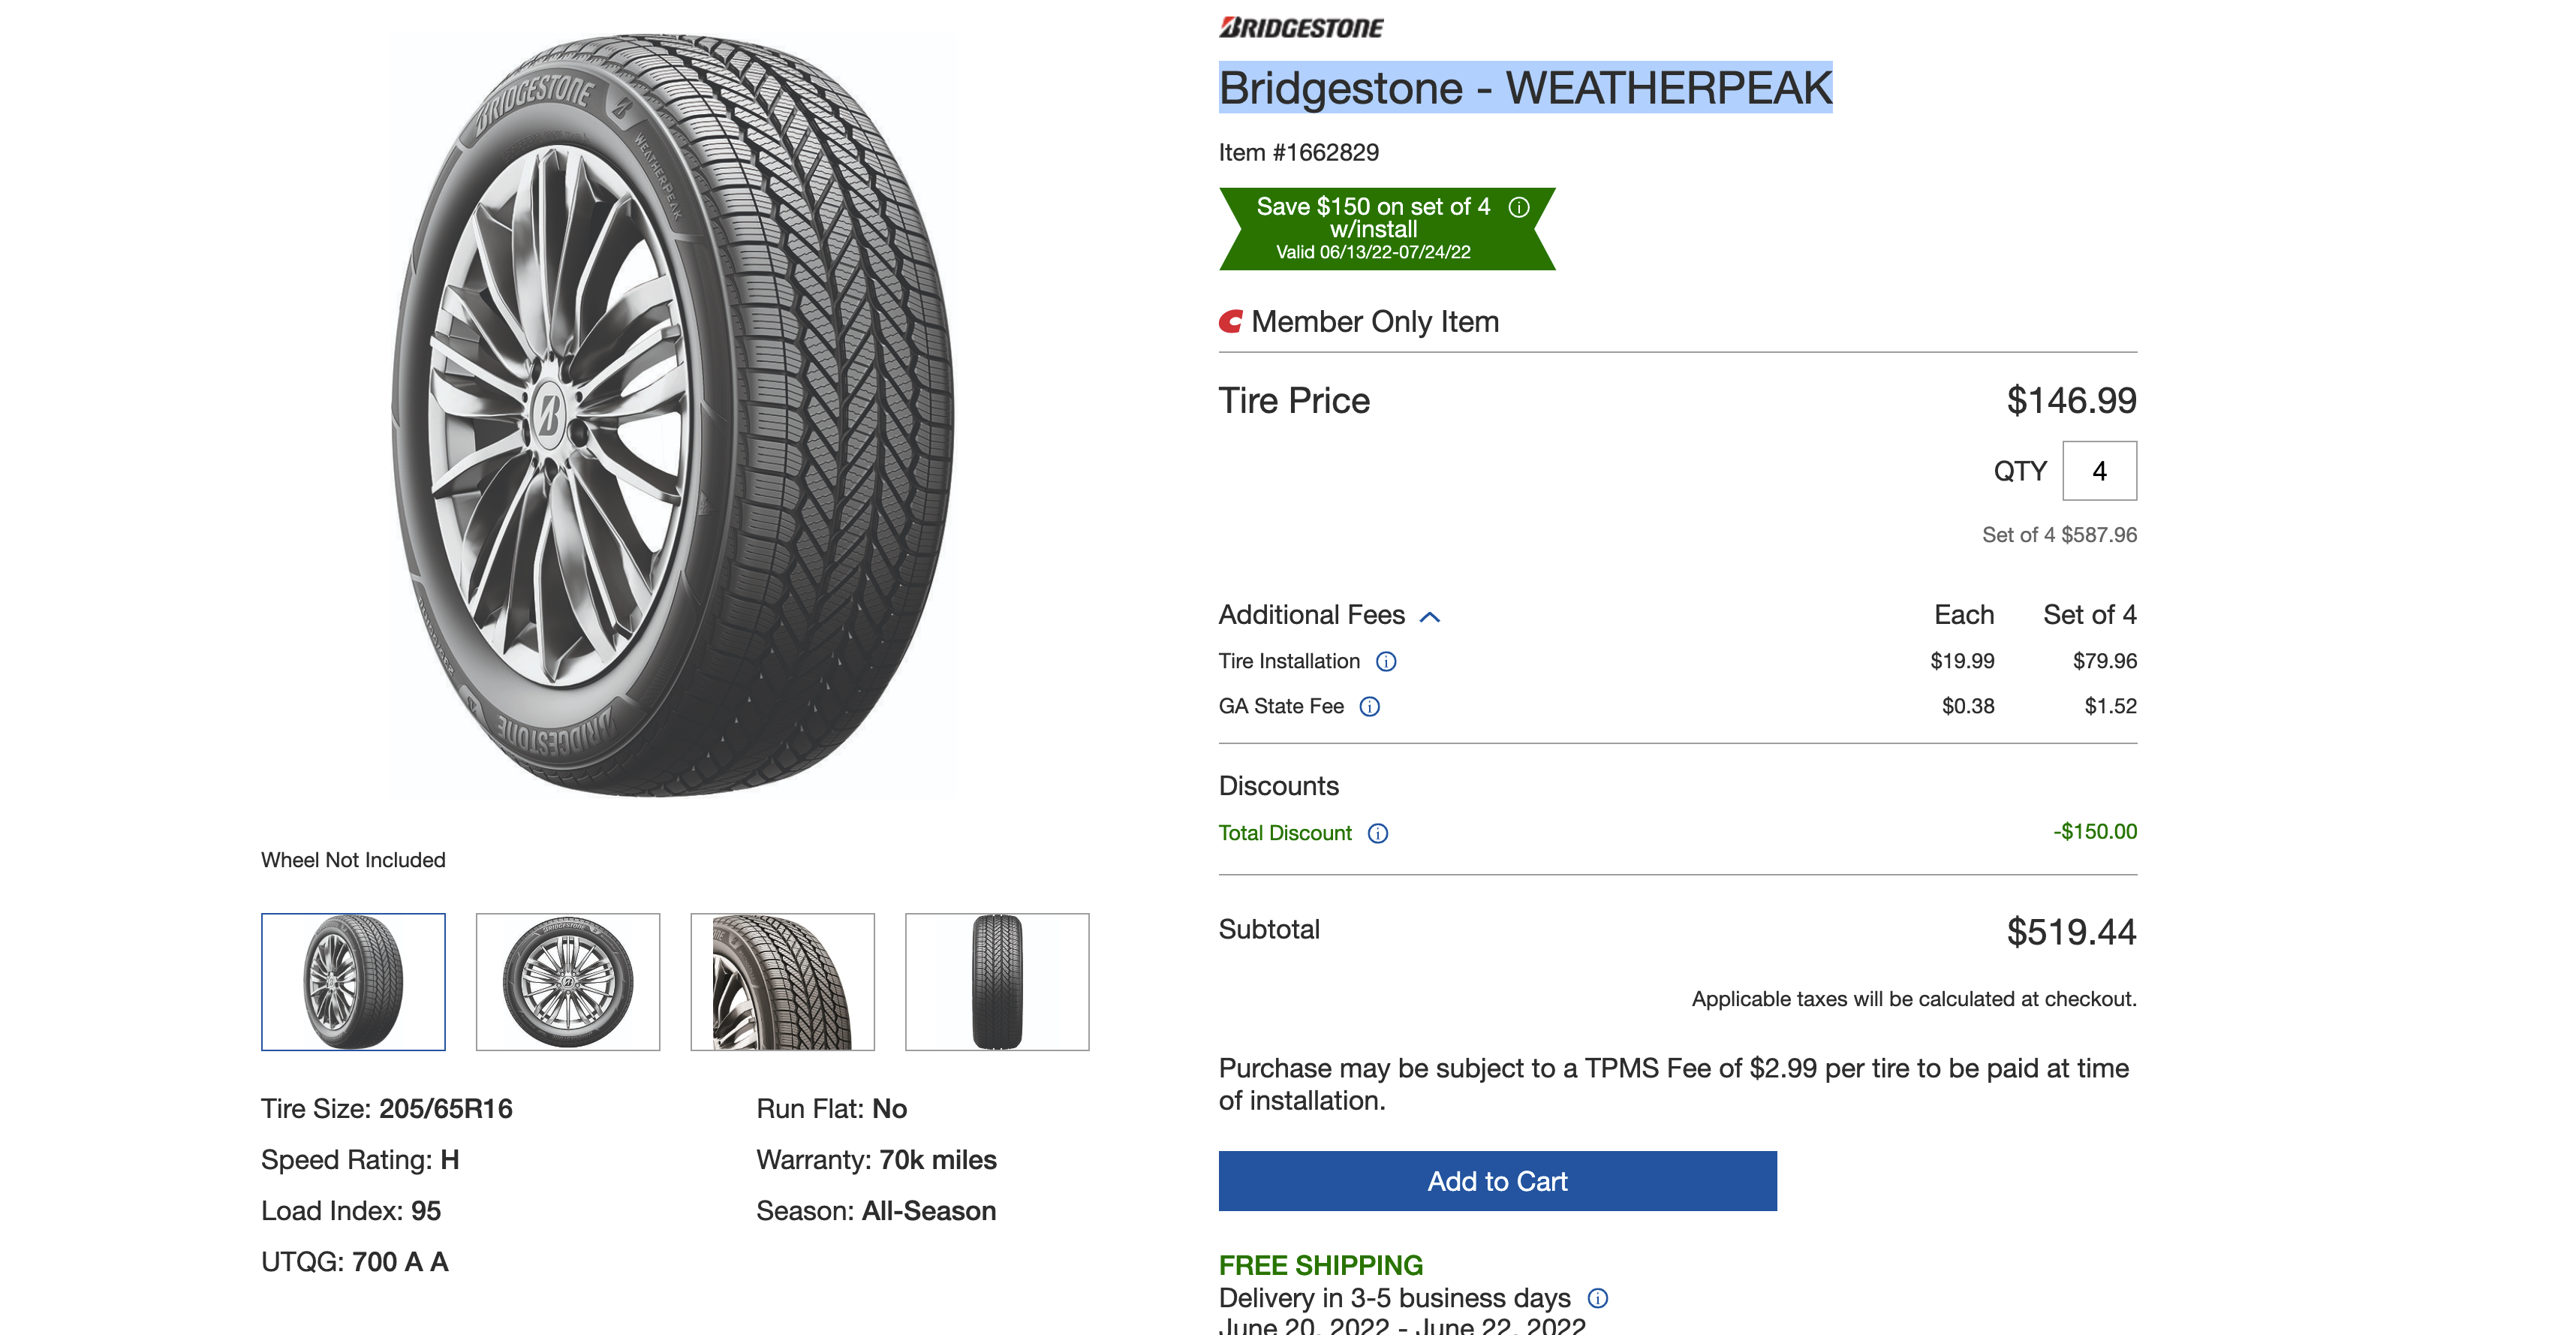 BRIDGESTONE
WEATHERPEAK
BRIDGESTONE
Wheel Not Included
Tire Size: 205/65R16
Speed Rating: H
Load Index: 95
UTQG: 700 A A
Run Flat: No
Warranty: 70k miles
Season: All-Season
BRIDGESTONE
Bridgestone - WEATHERPEAK
Item #1662829
Save $150 on set of 4
w/install
Valid 06/13/22-07/24/22
Member Only Item
Tire Price $146.99
QTY 4
Set of 4 $587.96
Additional Fees Each Set of 4
Tire Installation $19.99 $79.96
GA State Fee $0.38 $1.52
Discounts
Total Discount -$150.00
Subtotal $519.44
Applicable taxes will be calculated at checkout.
Purchase may be subject to a TPMS Fee of $2.99 per tire to be paid at time
of installation.
Add to Cart
FREE SHIPPING
Delivery in 3-5 business days
June 20, 2022 - June 22, 2022